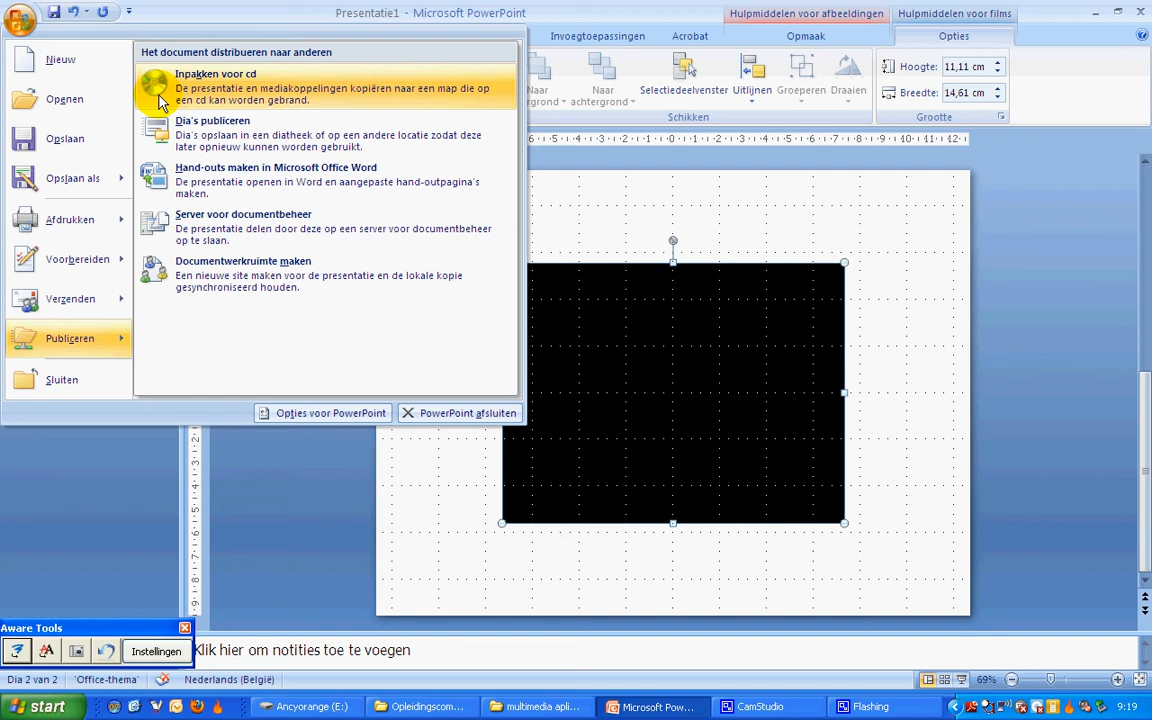 Presentatie1 - Microsoft PowerPoint
Hulpmiddelen voor afbeeldingen
Hulpmiddelen voor films
Invoegtoepassingen
Acrobat
Opmaak
Opties
Nieuw
Openen
Opslaan
Opslaan als
Afdrukken
Voorbereiden
Verzenden
Publiceren
Sluiten
Het document distribueren naar anderen
Inpakken voor cd
De presentatie en mediakoppelingen kopiëren naar een map die op
een cd kan worden gebrand.
Dia's publiceren
Dia's opslaan in een diatheek of op een andere locatie zodat deze
later opnieuw kunnen worden gebruikt.
Hand-outs maken in Microsoft Office Word
De presentatie openen in Word en aangepaste hand-outpagina's
maken.
Server voor documentbeheer
De presentatie delen door deze op een server voor documentbeheer
op te slaan.
Documentwerkruimte maken
Een nieuwe site maken voor de presentatie en de lokale kopie
gesynchroniseerd houden.
Opties voor PowerPoint
PowerPoint afsluiten
Naar
Naar
achtergrond
Selectiedeelvenster
Uitlijnen
Groeperen
Draaien
Hoogte: 11,11 cm
Breedte: 14,61 cm
Schikken
Grootte
Aware Tools
Instellingen
Klik hier om notities toe te voegen
Dia 2 van 2
'Office-thema'
Nederlands (België)
69%
start
Ancyorange (E:)
Opleidingscom...
multimedia apli...
Microsoft Pow...
CamStudio
Flashing
9:19